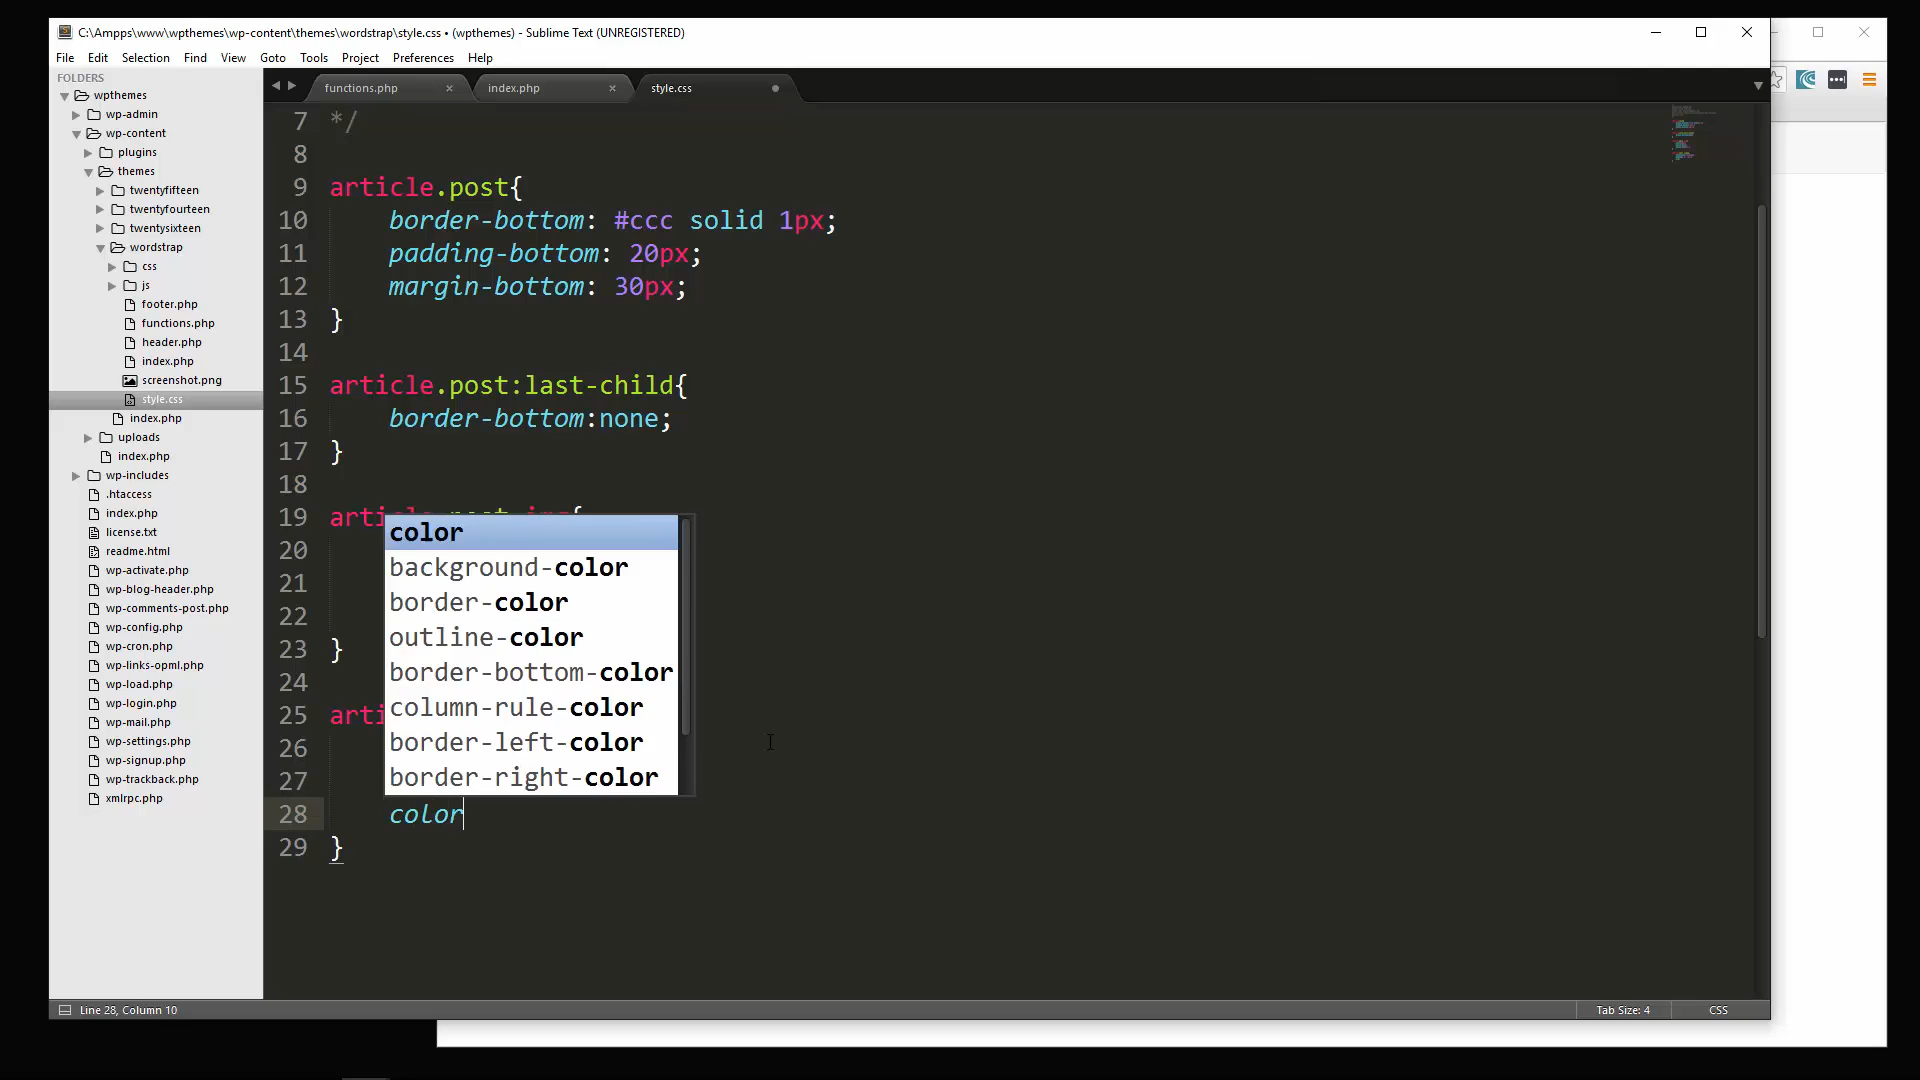 C:\Ampps\www\wpthemes\wp-content\themes\wordstrap\style.css • (wpthemes) - Sublime Text (UNREGISTERED)
File Edit Selection Find View Goto Tools Project Preferences Help
FOLDERS
wpthemes
wp-admin
wp-content
plugins
themes
twentyfifteen
twentyfourteen
twentysixteen
wordstrap
css
js
footer.php
functions.php
header.php
index.php
screenshot.png
style.css
index.php
uploads
index.php
wp-includes
.htaccess
index.php
license.txt
readme.html
wp-activate.php
wp-blog-header.php
wp-comments-post.php
wp-config.php
wp-cron.php
wp-links-opml.php
wp-load.php
wp-login.php
wp-mail.php
wp-settings.php
wp-signup.php
wp-trackback.php
xmlrpc.php
functions.php × index.php × style.css
7 */
8
9 article.post{
10 border-bottom: #ccc solid 1px;
11 padding-bottom: 20px;
12 margin-bottom: 30px;
13 }
14
15 article.post:last-child{
16 border-bottom:none;
17 }
18
19
20
21
22
23 }
24
25
26
27
28 color
29 }
color
background-color
border-color
outline-color
border-bottom-color
column-rule-color
border-left-color
border-right-color
Line 28, Column 10
Tab Size: 4
CSS